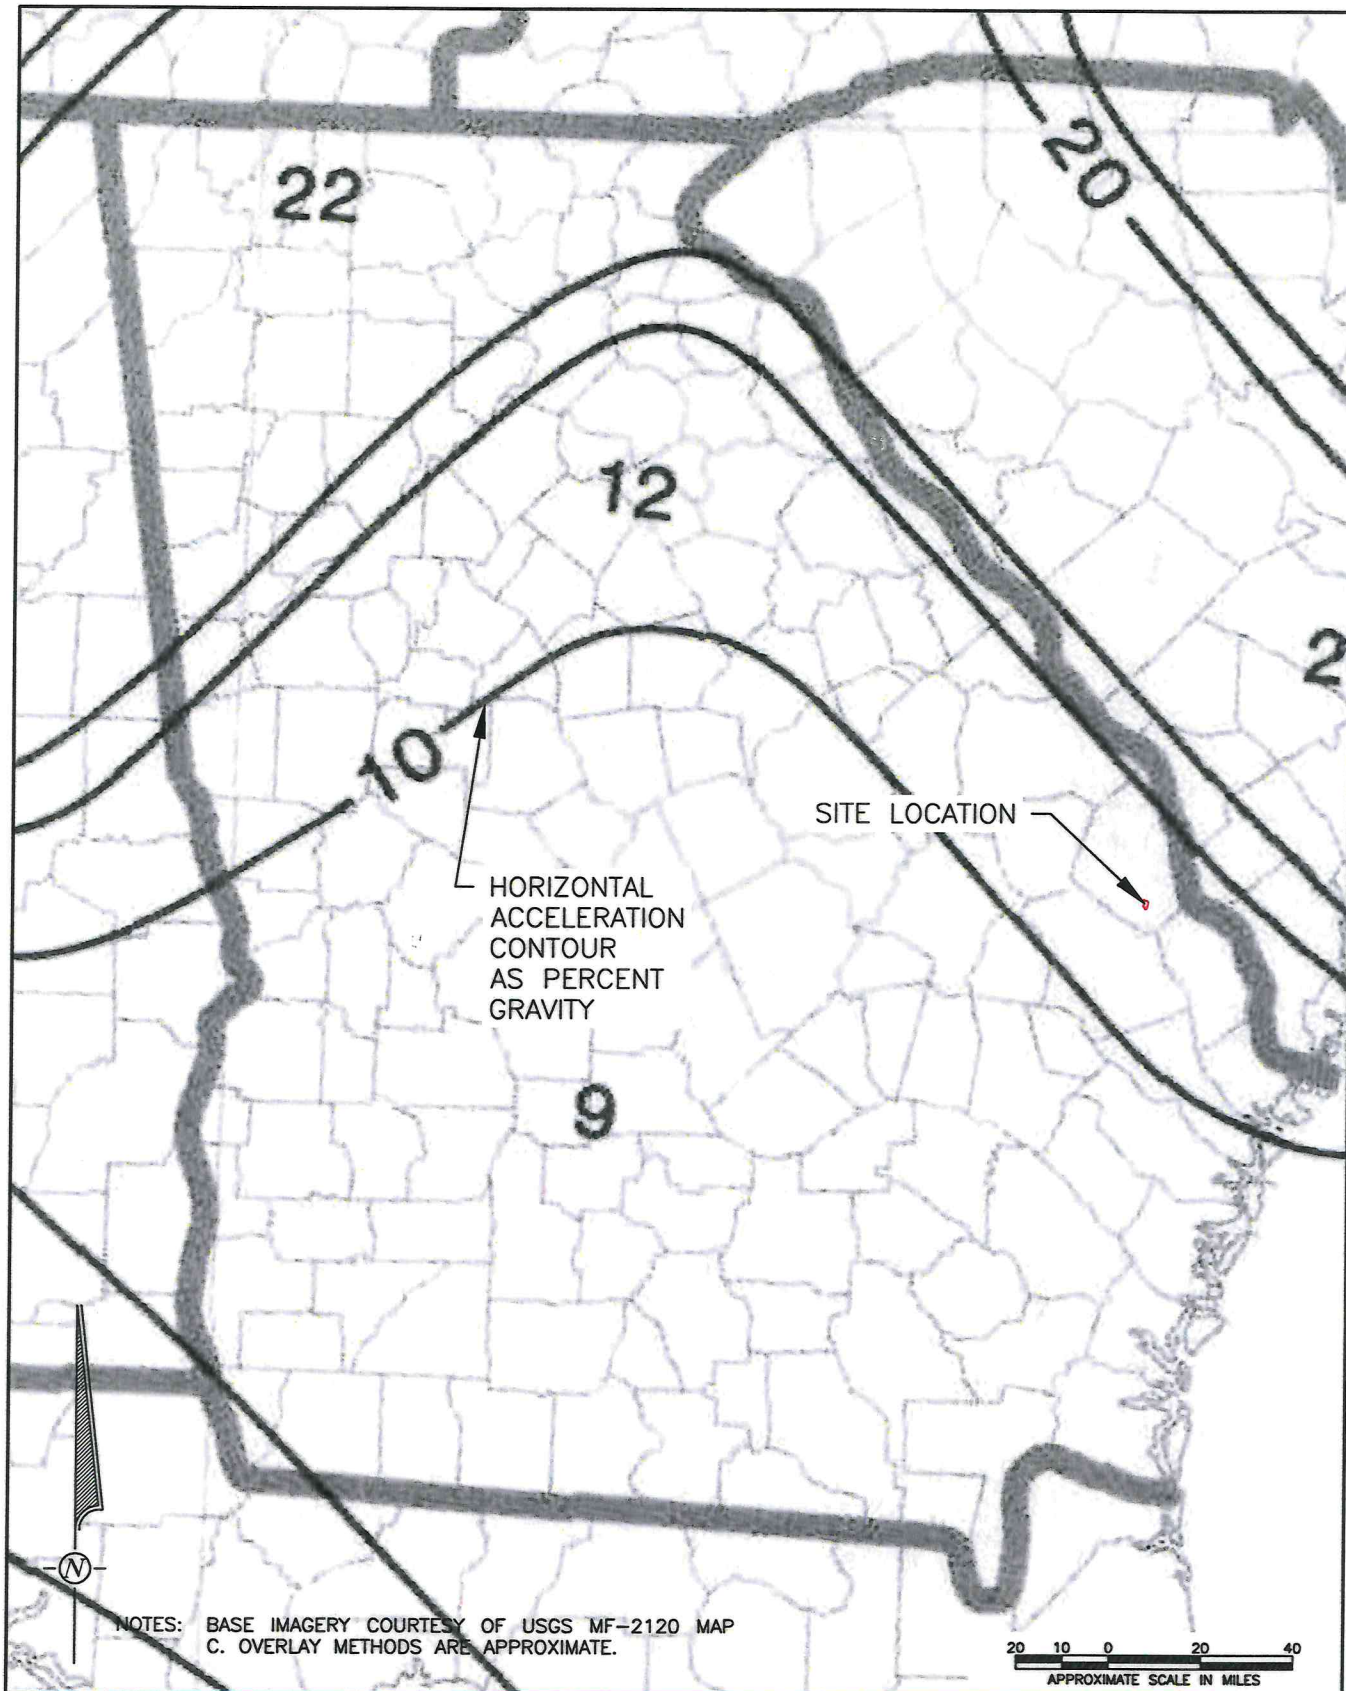 22
20
12
2
10
SITE LOCATION
HORIZONTAL
ACCELERATION
CONTOUR
AS PERCENT
GRAVITY
9
N
NOTES: BASE IMAGERY COURTESY OF USGS MF-2120 MAP
C. OVERLAY METHODS ARE APPROXIMATE.
20 10 0 20 40
APPROXIMATE SCALE IN MILES